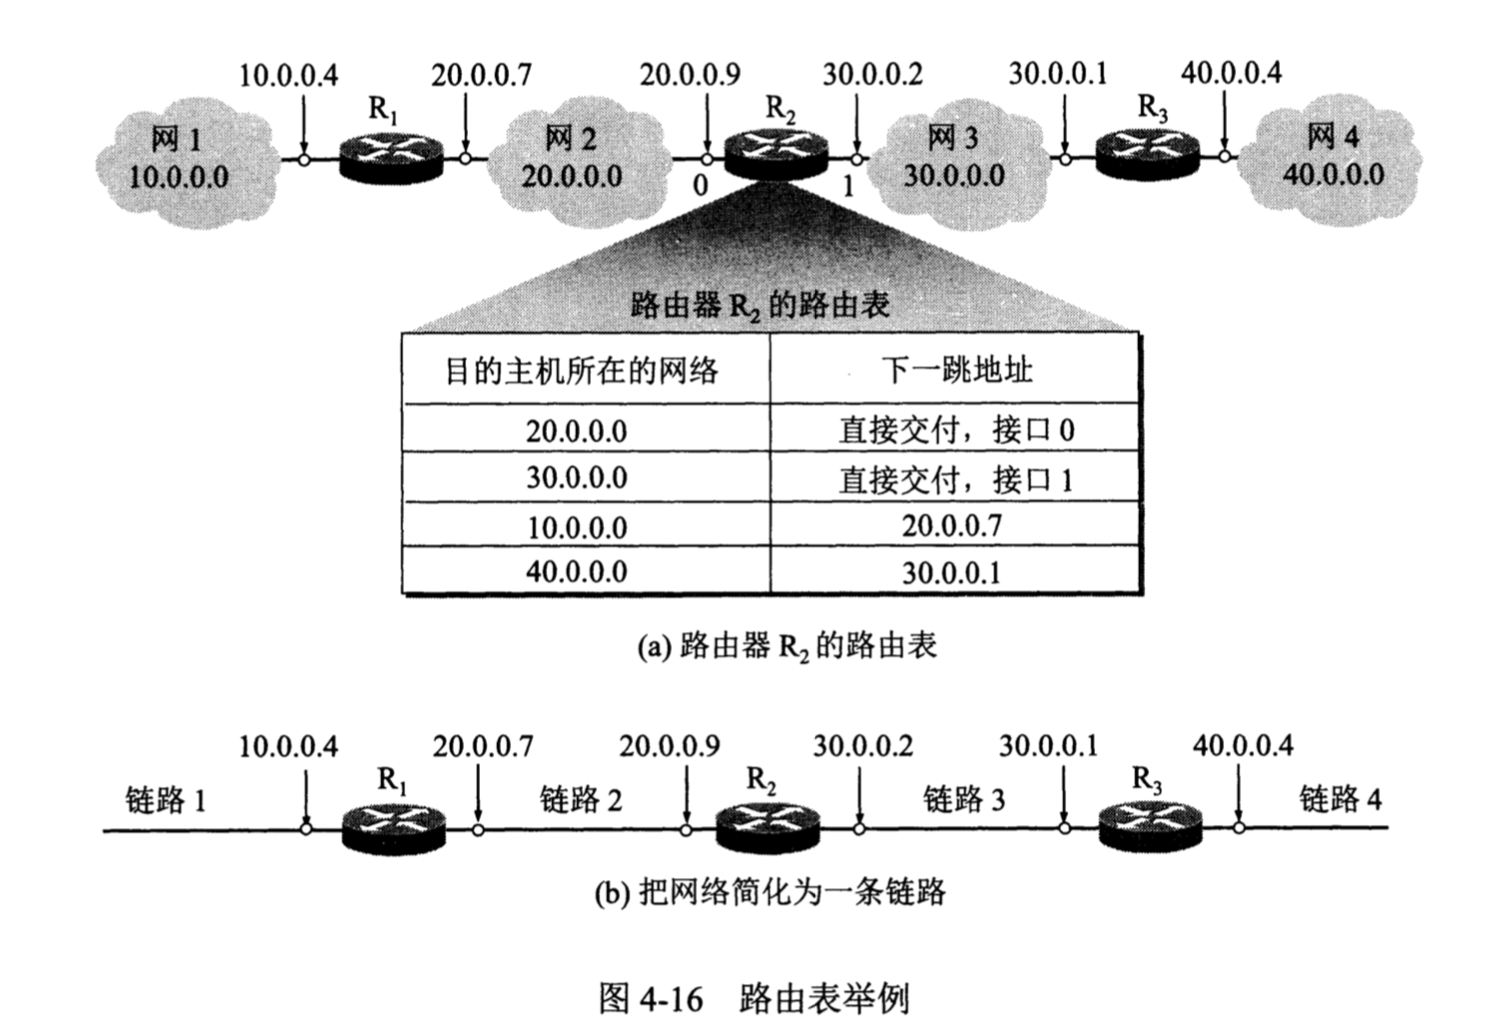 10.0.0.4 20.0.0.7 20.0.0.9 30.0.0.2 30.0.0.1 40.0.0.4
R1 R2 R3
网 1 网 2 网 3 网 4
10.0.0.0 20.0.0.0 30.0.0.0 40.0.0.0
0 1
路由器 R2 的路由表
目的主机所在的网络 下一跳地址
20.0.0.0 直接交付，接口 0
30.0.0.0 直接交付，接口 1
10.0.0.0 20.0.0.7
40.0.0.0 30.0.0.1
(a) 路由器 R2 的路由表
10.0.0.4 20.0.0.7 20.0.0.9 30.0.0.2 30.0.0.1 40.0.0.4
R1 R2 R3
链路 1 链路 2 链路 3 链路 4
(b) 把网络简化为一条链路
图 4-16 路由表举例